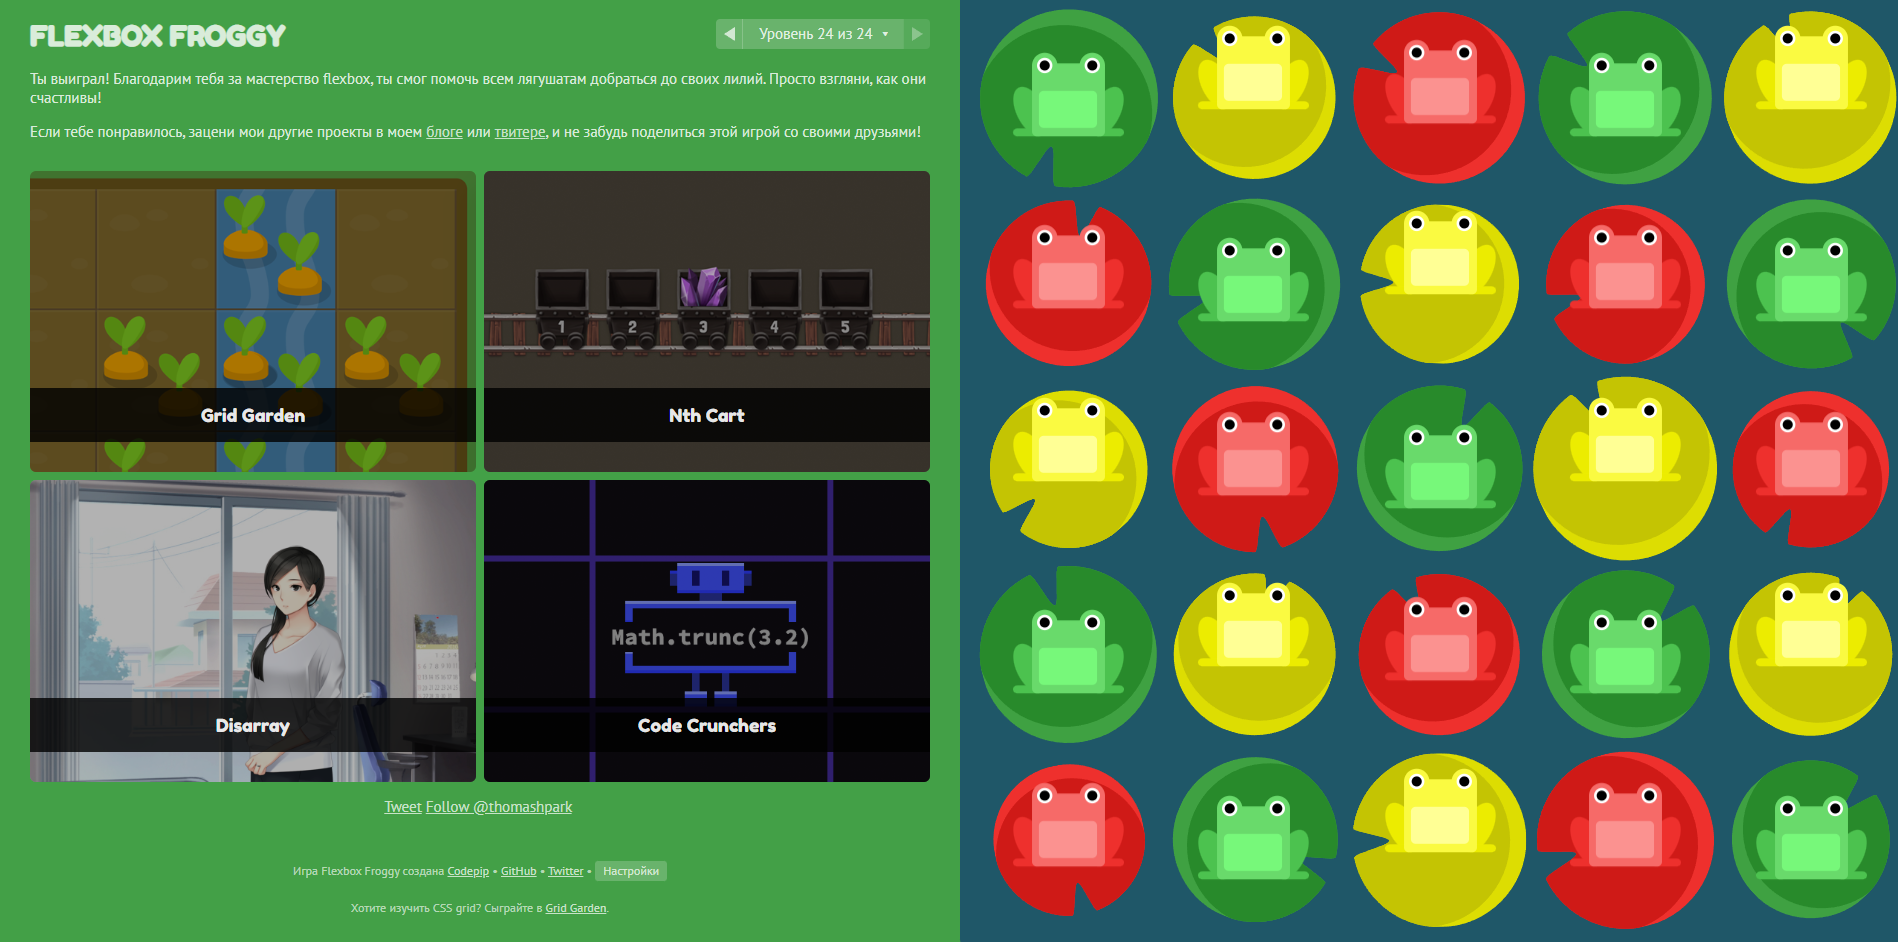 FLEXBOX FROGGY
Уровень 24 из 24
Ты выиграл! Благодарим тебя за мастерство flexbox, ты смог помочь всем лягушатам добраться до своих лилий. Просто взгляни, как они
счастливы!
Если тебе понравилось, зацени мои другие проекты в моем блоге или твитере, и не забудь поделиться этой игрой со своими друзьями!
1 2 3 4 5
Grid Garden
Nth Cart
Math.trunc(3.2)
Disarray
Code Crunchers
Tweet Follow @thomashpark
Игра Flexbox Froggy создана Codepip • GitHub • Twitter • Настройки
Хотите изучить CSS grid? Сыграйте в Grid Garden.